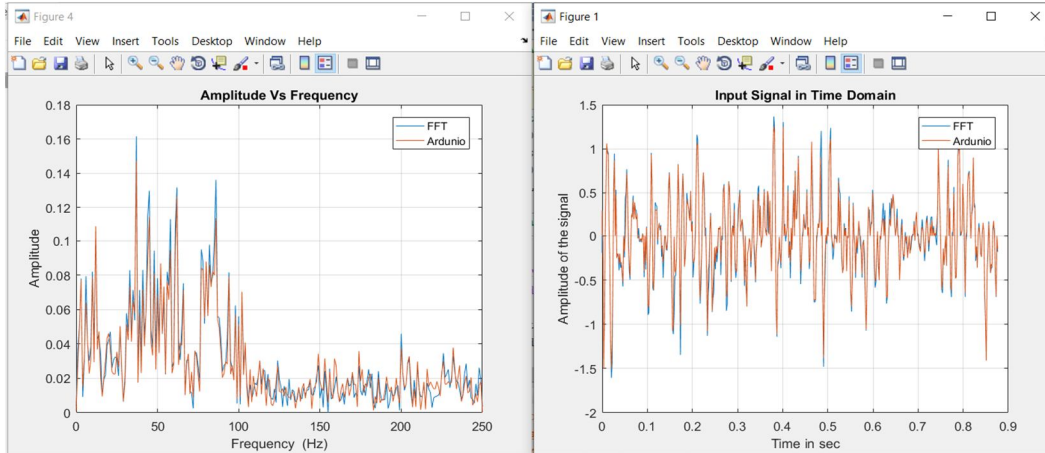 Figure 4
File Edit View Insert Tools Desktop Window Help
Amplitude Vs Frequency
FFT
Ardunio
0.18
0.16
0.14
0.12
0.1
0.08
0.06
0.04
0.02
0
Amplitude
0 50 100 150 200 250
Frequency (Hz)
Figure 1
File Edit View Insert Tools Desktop Window Help
Input Signal in Time Domain
FFT
Ardunio
1.5
1
0.5
0
-0.5
-1
-1.5
-2
Amplitude of the signal
0 0.1 0.2 0.3 0.4 0.5 0.6 0.7 0.8 0.9
Time in sec